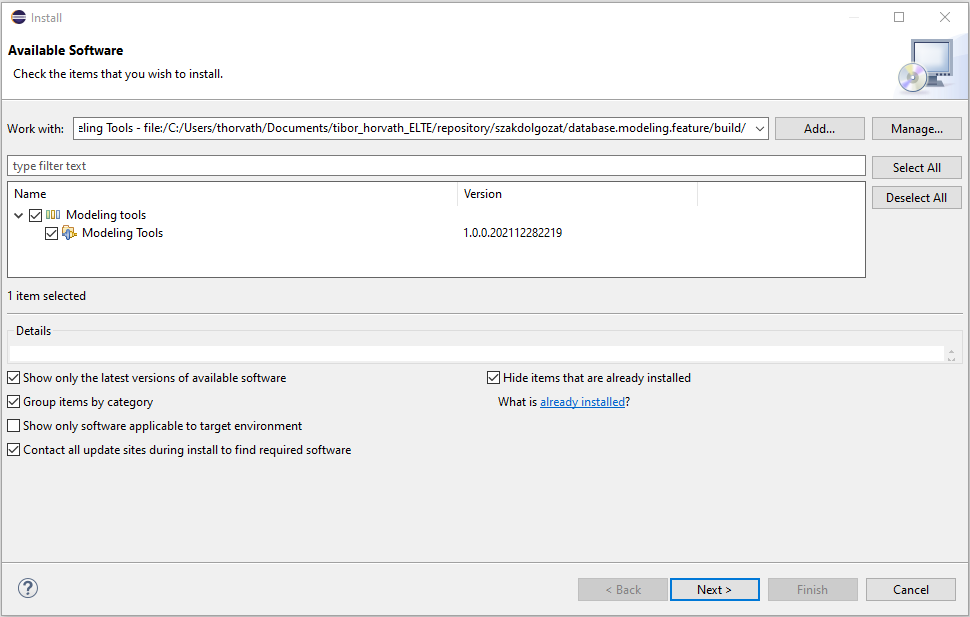 Install
Available Software
Check the items that you wish to install.
Work with: eling Tools - file:/C:/Users/thorvath/Documents/tibor_horvath_ELTE/repository/szakdolgozat/database.modeling.feature/build/ Add... Manage...
type filter text Select All
Deselect All
Name Version
Modeling tools
Modeling Tools 1.0.0.202112282219
1 item selected
Details
Show only the latest versions of available software Hide items that are already installed
Group items by category What is already installed?
Show only software applicable to target environment
Contact all update sites during install to find required software
? < Back Next > Finish Cancel